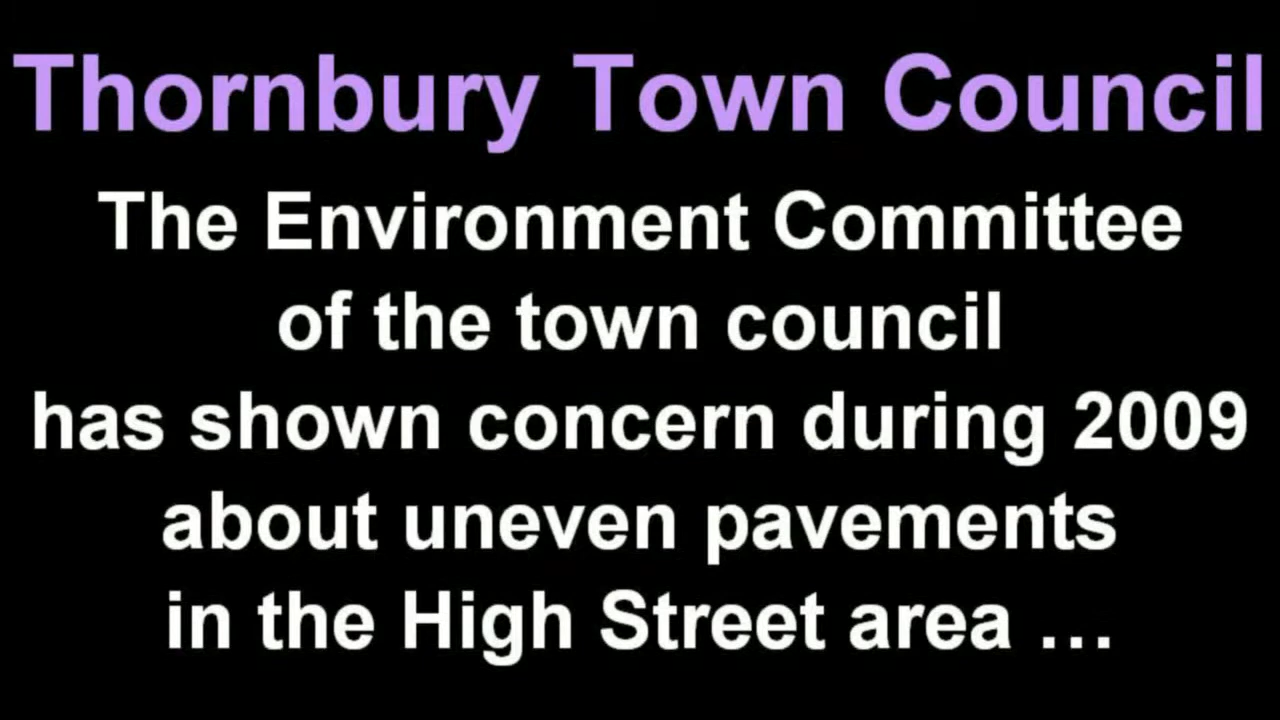 Thornbury Town Council
The Environment Committee
of the town council
has shown concern during 2009
about uneven pavements
in the High Street area …